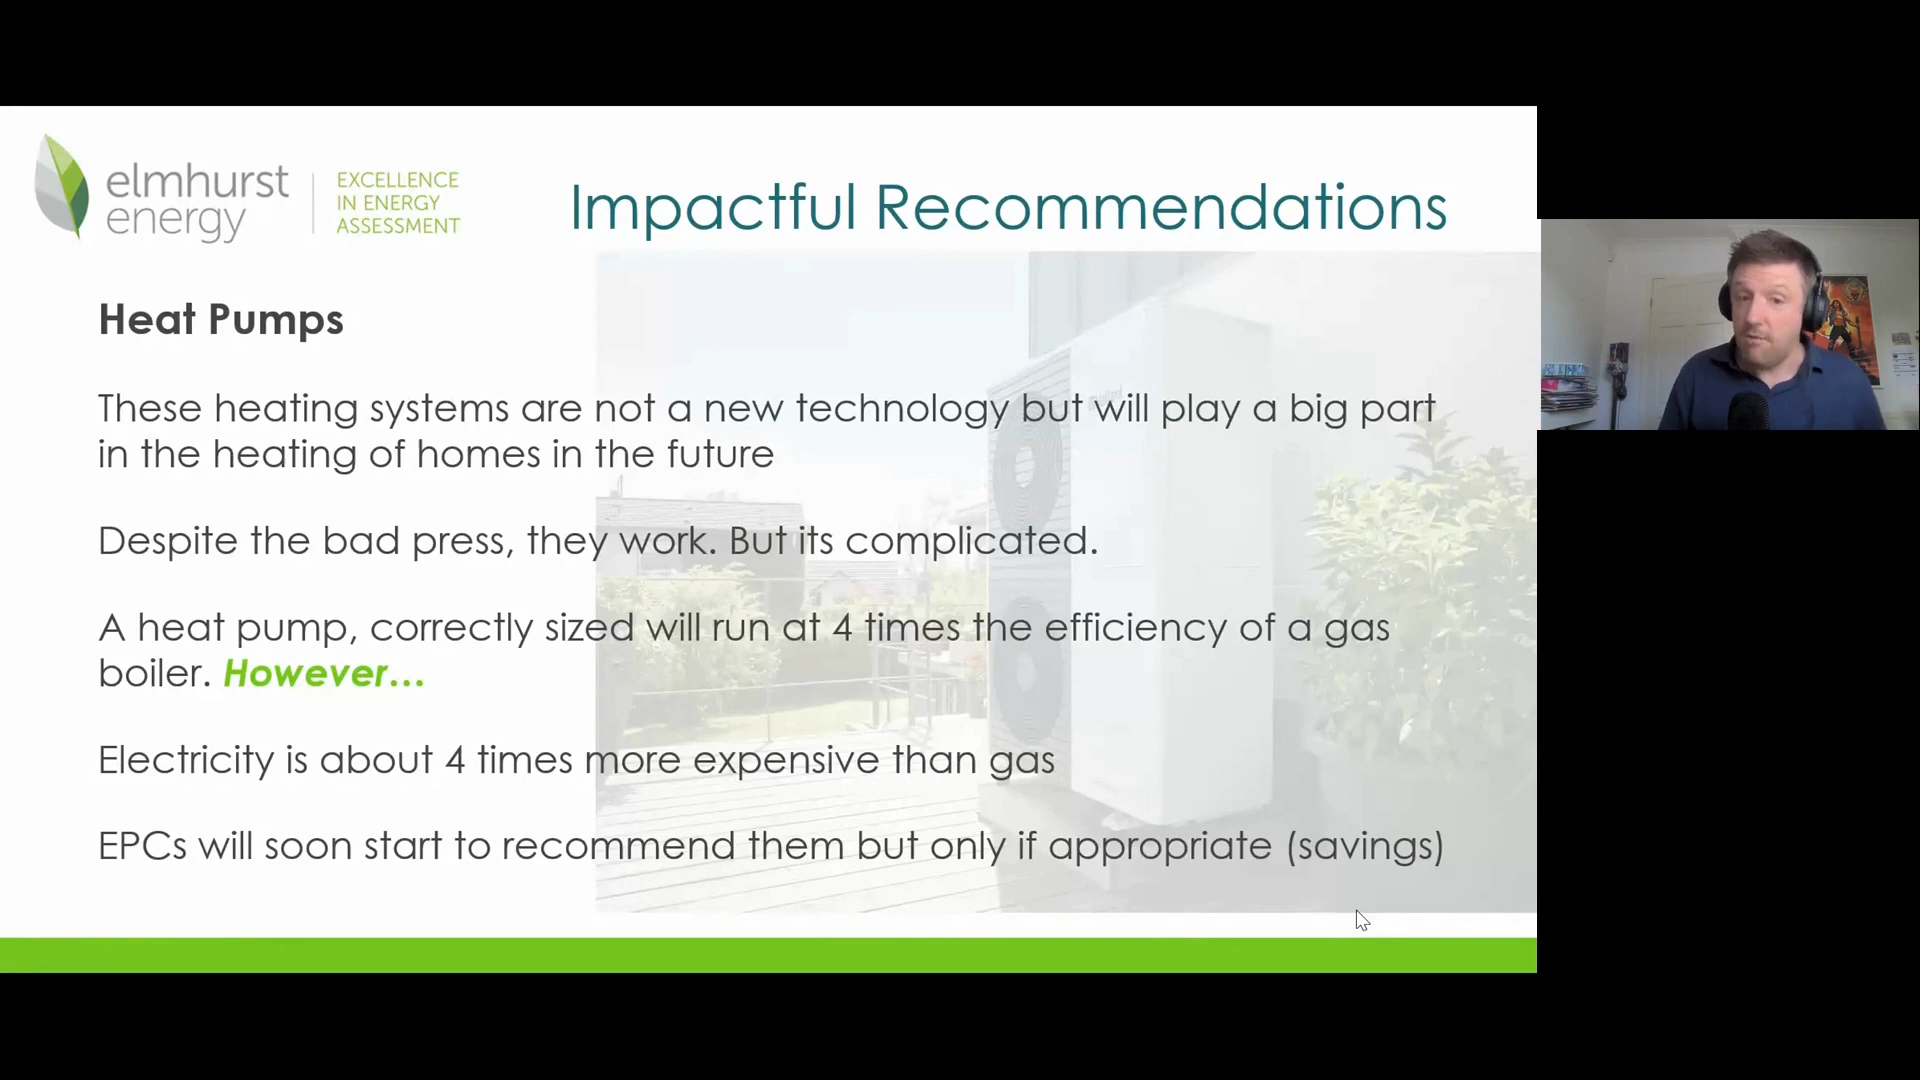 elmhurst
energy
EXCELLENCE
IN ENERGY
ASSESSMENT
Impactful Recommendations
Heat Pumps
These heating systems are not a new technology but will play a big part
in the heating of homes in the future
Despite the bad press, they work. But its complicated.
A heat pump, correctly sized will run at 4 times the efficiency of a gas
boiler. However...
Electricity is about 4 times more expensive than gas
EPCs will soon start to recommend them but only if appropriate (savings)